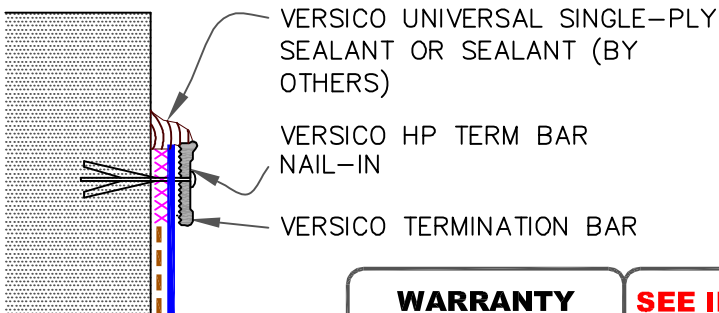 VERSICO UNIVERSAL SINGLE-PLY
SEALANT OR SEALANT (BY
OTHERS)
VERSICO HP TERM BAR
NAIL-IN
VERSICO TERMINATION BAR
WARRANTY
SEE